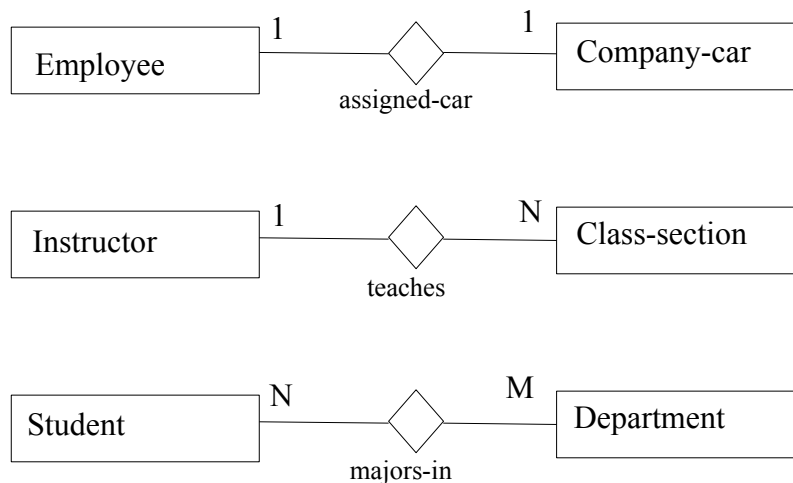 1 1
Employee Company-car
assigned-car
1 N
Instructor Class-section
teaches
N M
Student Department
majors-in